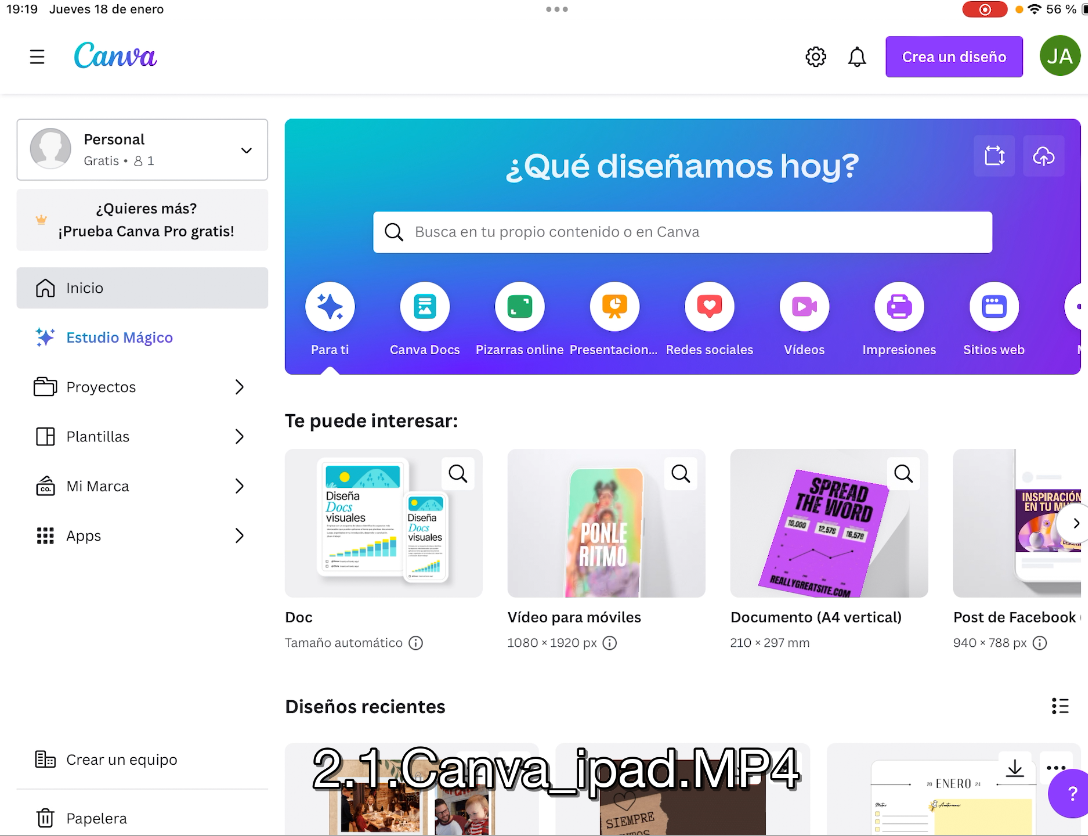 19:19 Jueves 18 de enero
56 %
Canva
Crea un diseño
JA
Personal
Gratis • 1
¿Quieres más?
¡Prueba Canva Pro gratis!
Inicio
Estudio Mágico
Proyectos
Plantillas
Mi Marca
Apps
Crear un equipo
Papelera
¿Qué diseñamos hoy?
Busca en tu propio contenido o en Canva
Para ti
Canva Docs
Pizarras online
Presentacion...
Redes sociales
Vídeos
Impresiones
Sitios web
Te puede interesar:
Diseña
Docs
visuales
Diseña
Docs
visuales
PONLE
RITMO
SPREAD
THE WORD
10,000 12,576 16,578
REALLYGREATSITE.COM
INSPIRACIÓN
EN TU MU
Doc
Tamaño automático
Vídeo para móviles
1080 × 1920 px
Documento (A4 vertical)
210 × 297 mm
Post de Facebook
940 × 788 px
Diseños recientes
2.1.Canva_ipad.MP4
SIEMPRE
ENERO
?